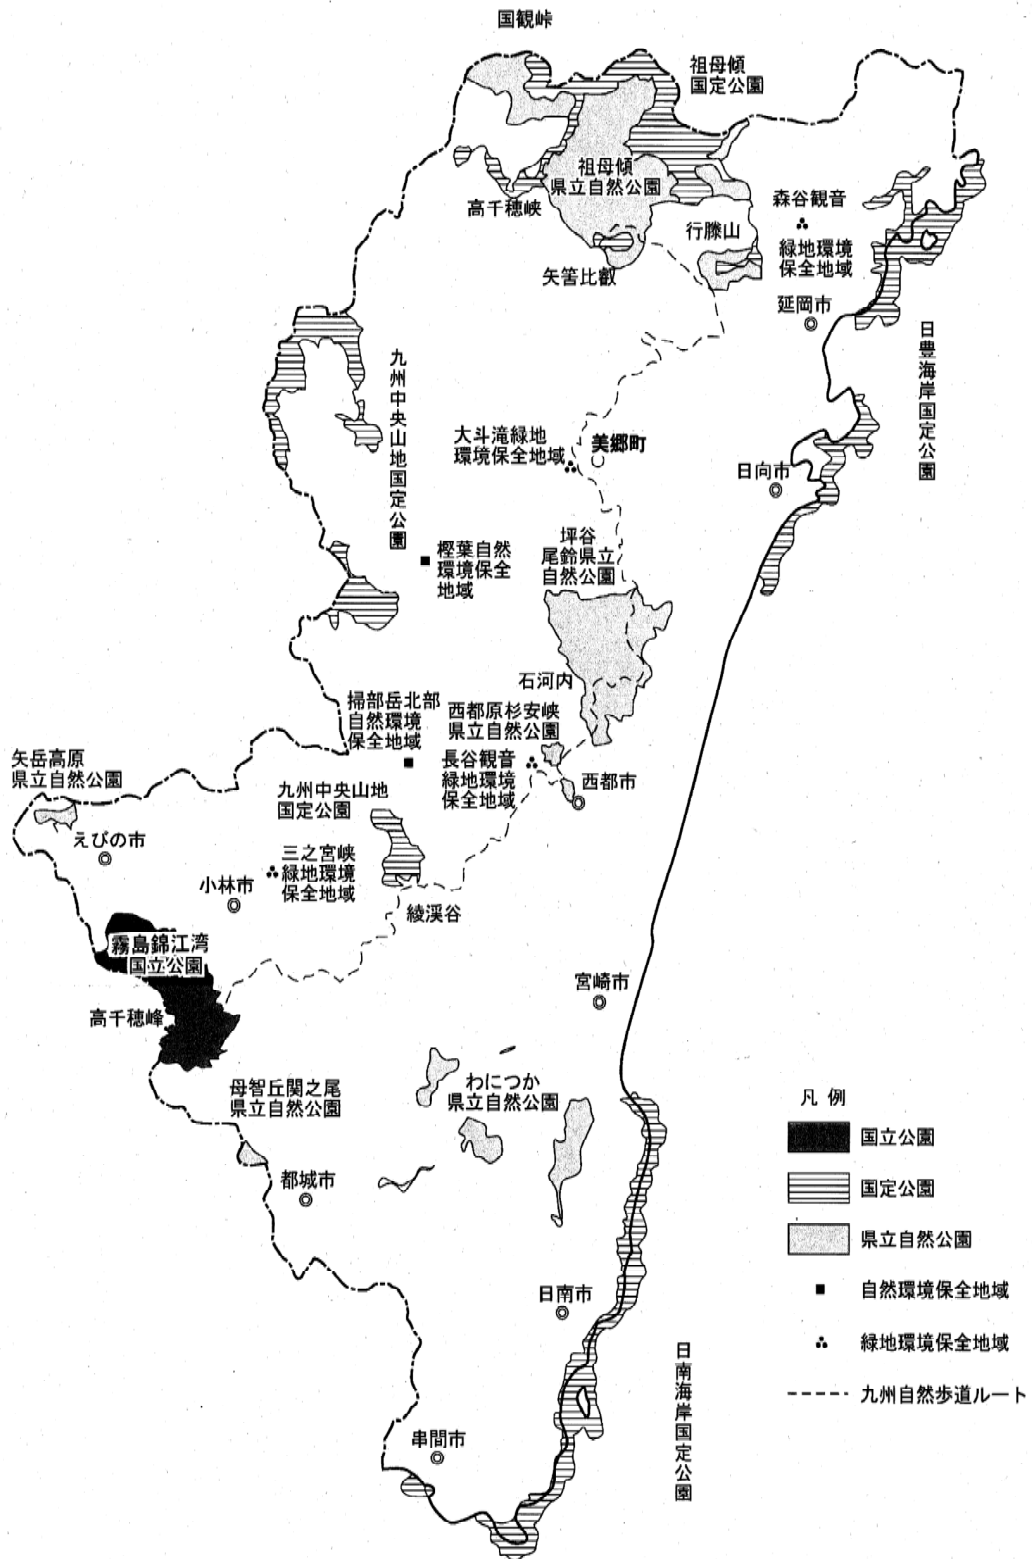 国観峠
祖母傾
国定公園
祖母傾
県立自然公園
高千穂峡
森谷観音
緑地環境
保全地域
行縢山
矢筈比叡
延岡市
日豊海岸国定公園
九州中央山地国定公園
大斗滝緑地
環境保全地域
美郷町
日向市
坪谷
尾鈴県立
自然公園
樫葉自然
環境保全
地域
石河内
掃部岳北部
自然環境
保全地域
西都原杉安峡
県立自然公園
長谷観音
緑地環境
保全地域
西都市
矢岳高原
県立自然公園
えびの市
九州中央山地
国定公園
三之宮峡
緑地環境
保全地域
小林市
綾渓谷
霧島錦江湾
国立公園
高千穂峰
宮崎市
母智丘関之尾
県立自然公園
わにつか
県立自然公園
都城市
日南市
日南海岸国定公園
串間市
凡例
国立公園
国定公園
県立自然公園
自然環境保全地域
緑地環境保全地域
九州自然歩道ルート